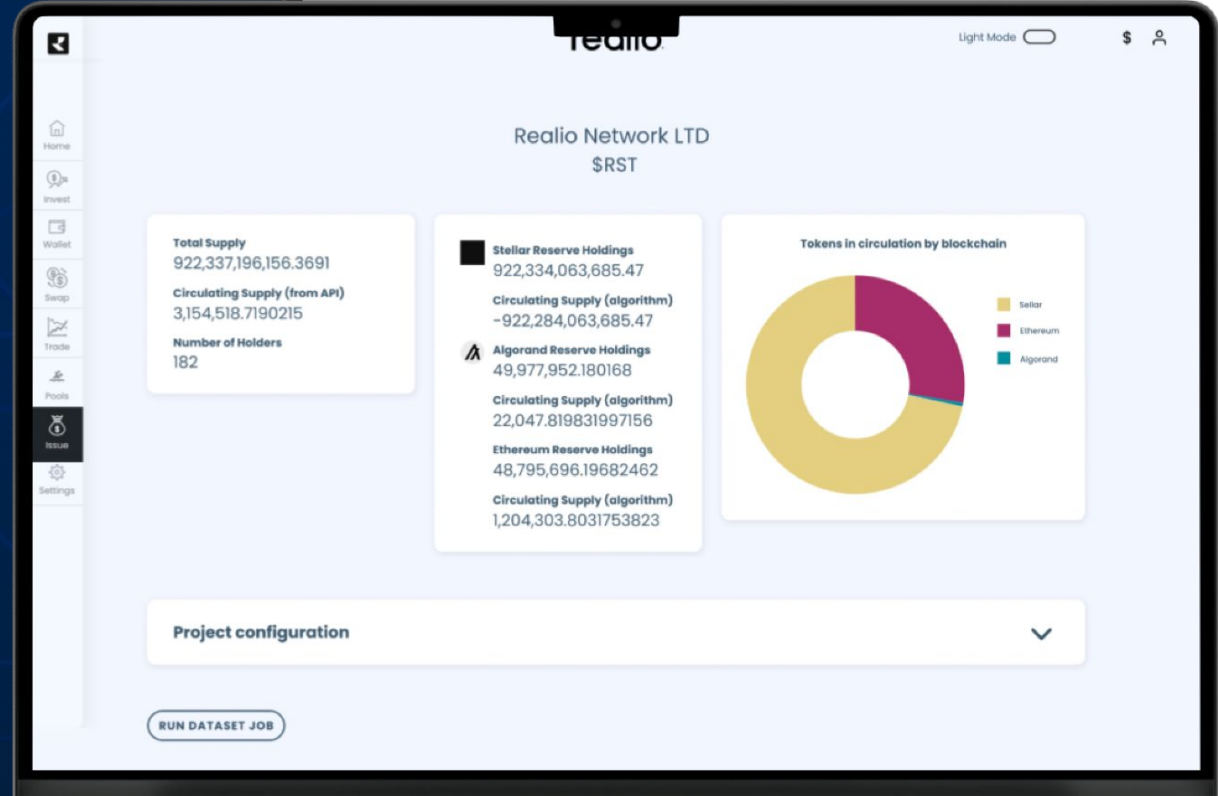 realio
Light Mode
$
Home
Invest
Wallet
Swap
Trade
Pools
Issue
Settings
Realio Network LTD
$RST
Total Supply
922,337,196,156.3691
Circulating Supply (from API)
3,154,518.7190215
Number of Holders
182
Stellar Reserve Holdings
922,334,063,685.47
Circulating Supply (algorithm)
-922,284,063,685.47
Algorand Reserve Holdings
49,977,952.180168
Circulating Supply (algorithm)
22,047.819831997156
Ethereum Reserve Holdings
48,795,696.19682462
Circulating Supply (algorithm)
1,204,303.8031753823
Tokens in circulation by blockchain
Sellar
Ethereum
Algorand
Project configuration
RUN DATASET JOB